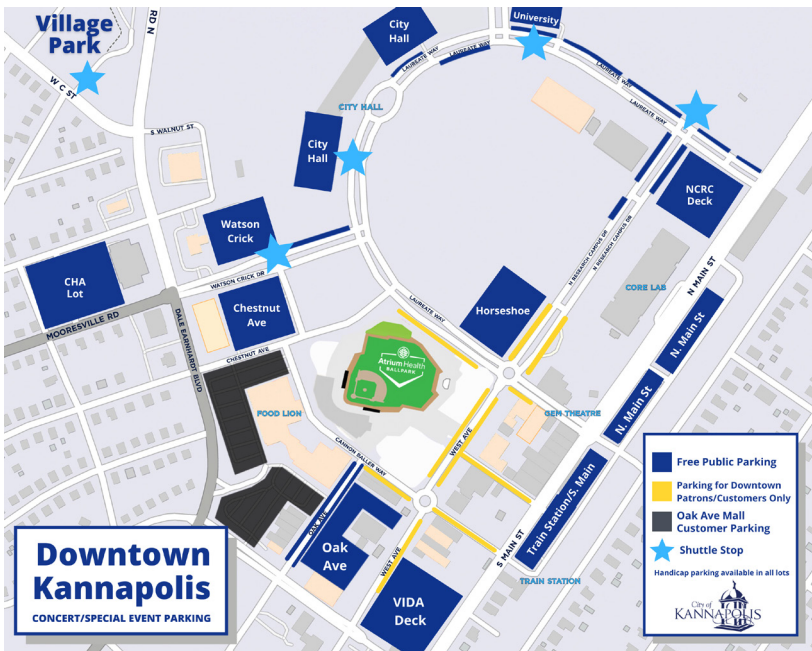 Village
Park
RD N
W C ST
S WALNUT ST
City
Hall
LAUREATE WAY
LAUREATE WAY
University
LAUREATE WAY
LAUREATE WAY
CITY HALL
City
Hall
NCRC
Deck
Watson
Crick
WATSON CRICK DR
CHA
Lot
MOORESVILLE RD
DALE EARNHARDT BLVD
Chestnut
Ave
CHESTNUT AVE
LAUREATE WAY
Horseshoe
N RESEARCH CAMPUS DR
N RESEARCH CAMPUS DR
CORE LAB
N MAIN ST
N. Main St
N. Main St
Atrium Health
BALLPARK
FOOD LION
GEM THEATRE
WEST AVE
CANNON BALLER WAY
OAK AVE
Oak
Ave
WEST AVE
VIDA
Deck
S MAIN ST
Train Station/S. Main
TRAIN STATION
Free Public Parking
Parking for Downtown
Patrons/Customers Only
Oak Ave Mall
Customer Parking
Shuttle Stop
Handicap parking available in all lots
City of
KANNAPOLIS
Downtown
Kannapolis
CONCERT/SPECIAL EVENT PARKING